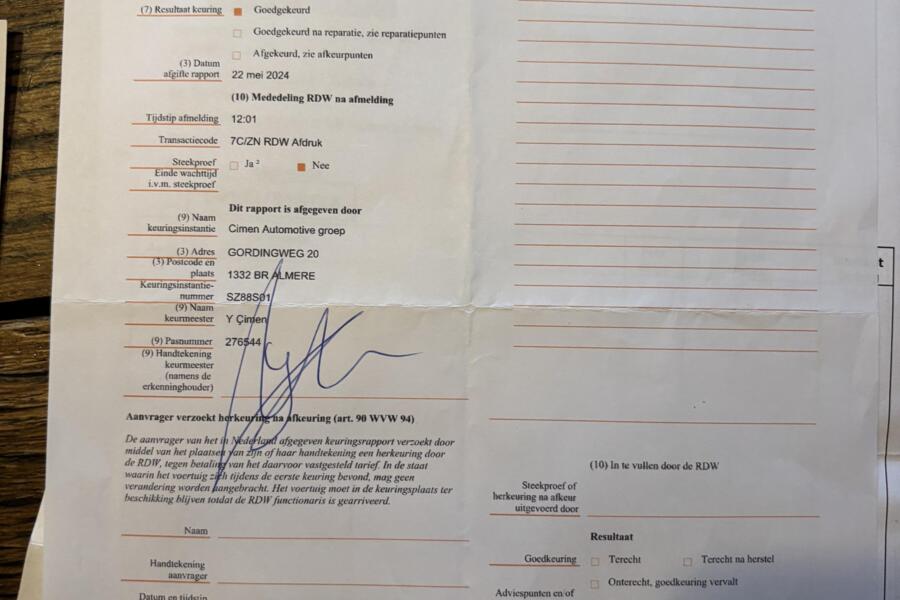 (7) Resultaat keuring Goedgekeurd
Goedgekeurd na reparatie, zie reparatiepunten
Afgekeurd, zie afkeurpunten
(3) Datum
afgifte rapport 22 mei 2024
(10) Mededeling RDW na afmelding
Tijdstip afmelding 12:01
Transactiecode 7C/ZN RDW Afdruk
Steekproef Ja ² Nee
Einde wachttijd
i.v.m. steekproef
Dit rapport is afgegeven door
(9) Naam
keuringsinstantie Cimen Automotive groep
(3) Adres GORDINGWEG 20
(3) Postcode en
plaats 1332 BR ALMERE
Keuringsinstantie-
nummer SZ88S01
(9) Naam
keurmeester Y Çimen
(9) Pasnummer 276544
(9) Handtekening
keurmeester
(namens de
erkenninghouder)
Aanvrager verzoekt herkeuring na afkeuring (art. 90 WVW 94)
De aanvrager van het in Nederland afgegeven keuringsrapport verzoekt door
middel van het plaatsen van zijn of haar handtekening een herkeuring door
de RDW, tegen betaling van het daarvoor vastgesteld tarief. In de staat
waarin het voertuig zich tijdens de eerste keuring bevond, mag geen
verandering worden aangebracht. Het voertuig moet in de keuringsplaats ter
beschikking blijven totdat de RDW functionaris is gearriveerd.
Naam
Handtekening
aanvrager
Datum en tijdstip
(10) In te vullen door de RDW
Steekproef of
herkeuring na afkeur
uitgevoerd door
Resultaat
Goedkeuring Terecht Terecht na herstel
Onterecht, goedkeuring vervalt
Adviespunten en/of